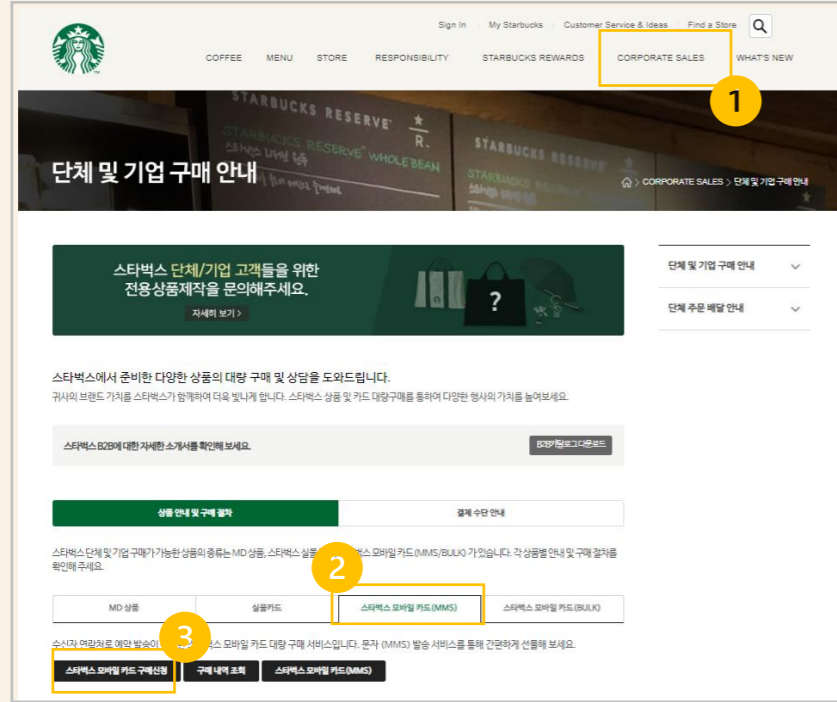 Sign In My Starbucks Customer Service & Ideas Find a Store
COFFEE MENU STORE RESPONSIBILITY STARBUCKS REWARDS CORPORATE SALES WHAT'S NEW
1
STARBUCKS RESERVE
R.
STARBUCKS RESERVE WHOLE BEAN
STARBUCKS RESERVE
단체 및 기업 구매 안내
CORPORATE SALES > 단체 및 기업 구매 안내
스타벅스 단체/기업 고객들을 위한
전용상품제작을 문의해주세요.
자세히 보기 >
?
단체 및 기업 구매 안내
단체 주문 배달 안내
스타벅스에서 준비한 다양한 상품의 대량 구매 및 상담을 도와드립니다.
귀사의 브랜드 가치를 스타벅스가 함께하여 더욱 빛나게 합니다. 스타벅스 상품 및 카드 대량구매를 통하여 다양한 행사의 가치를 높여보세요.
스타벅스 B2B에 대한 자세한 소개서를 확인해 보세요.
B2B카탈로그 다운로드
상품 안내 및 구매 절차 결제 수단 안내
스타벅스 단체 및 기업 구매가 가능한 상품의 종류는 MD 상품, 스타벅스 실물 벅스 모바일 카드(MMS/BULK) 가 있습니다. 각 상품별 안내 및 구매 절차를
확인해 주세요.
2
MD 상품 실물카드 스타벅스 모바일 카드(MMS) 스타벅스 모바일 카드(BULK)
3
수신자 연락처로 예약 발송이 벅스 모바일 카드 대량 구매 서비스입니다. 문자 (MMS) 발송 서비스를 통해 간편하게 선물해 보세요.
스타벅스 모바일 카드 구매신청 구매 내역 조회 스타벅스 모바일 카드(MMS)